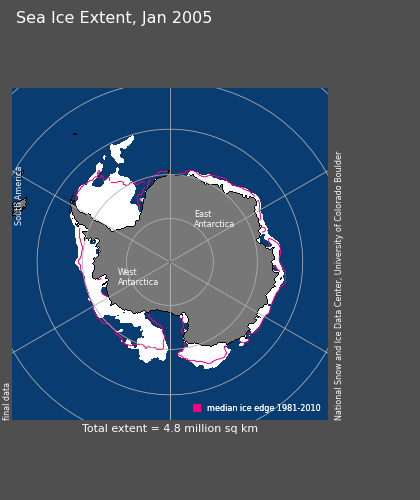 Sea Ice Extent, Jan 2005
South America
East
Antarctica
West
Antarctica
National Snow and Ice Data Center, University of Colorado Boulder
final data
median ice edge 1981-2010
Total extent = 4.8 million sq km